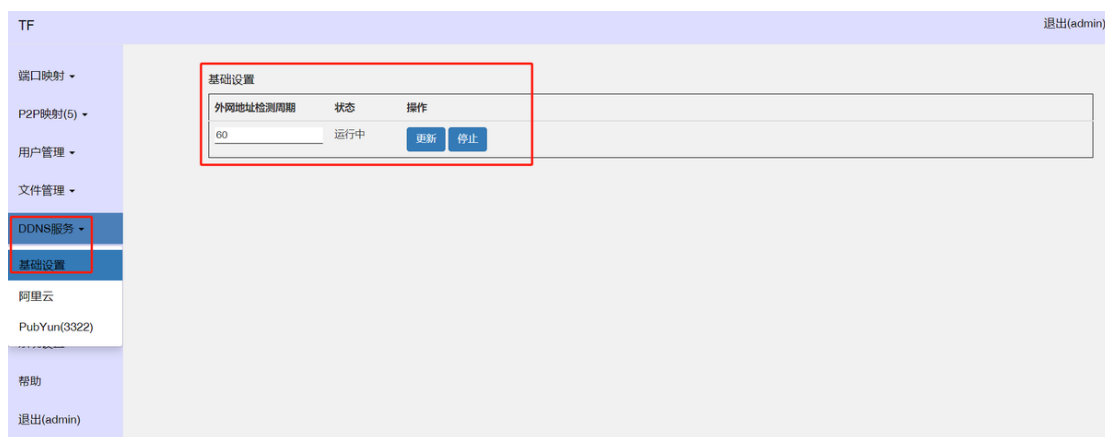 TF
退出(admin)
端口映射
P2P映射(5)
用户管理
文件管理
DDNS服务
基础设置
阿里云
PubYun(3322)
帮助
退出(admin)
基础设置
外网地址检测周期 状态 操作
60 运行中 更新 停止